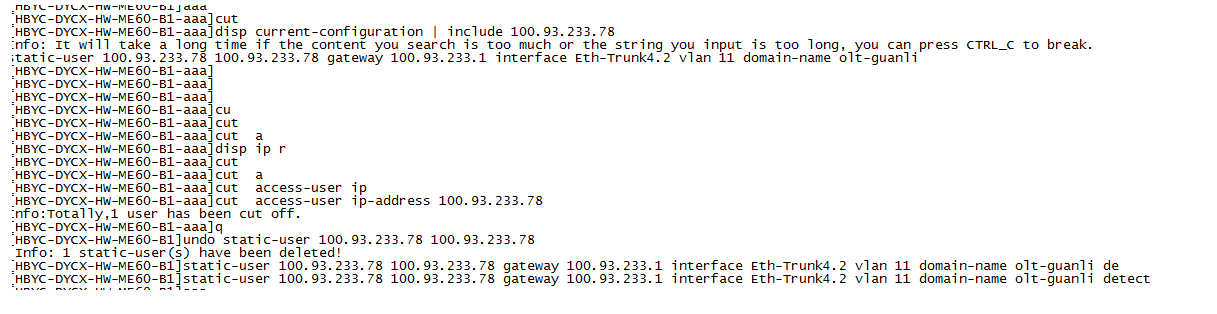 [HBYC-DYCX-HW-ME60-B1]aaa
[HBYC-DYCX-HW-ME60-B1-aaa]cut
[HBYC-DYCX-HW-ME60-B1-aaa]disp current-configuration | include 100.93.233.78
Info: It will take a long time if the content you search is too much or the string you input is too long, you can press CTRL_C to break.
static-user 100.93.233.78 100.93.233.78 gateway 100.93.233.1 interface Eth-Trunk4.2 vlan 11 domain-name olt-guanli
[HBYC-DYCX-HW-ME60-B1-aaa]
[HBYC-DYCX-HW-ME60-B1-aaa]
[HBYC-DYCX-HW-ME60-B1-aaa]
[HBYC-DYCX-HW-ME60-B1-aaa]cu
[HBYC-DYCX-HW-ME60-B1-aaa]cut
[HBYC-DYCX-HW-ME60-B1-aaa]cut  a
[HBYC-DYCX-HW-ME60-B1-aaa]disp ip r
[HBYC-DYCX-HW-ME60-B1-aaa]cut
[HBYC-DYCX-HW-ME60-B1-aaa]cut  a
[HBYC-DYCX-HW-ME60-B1-aaa]cut  access-user ip
[HBYC-DYCX-HW-ME60-B1-aaa]cut  access-user ip-address 100.93.233.78
Info:Totally,1 user has been cut off.
[HBYC-DYCX-HW-ME60-B1-aaa]q
[HBYC-DYCX-HW-ME60-B1]undo static-user 100.93.233.78 100.93.233.78
Info: 1 static-user(s) have been deleted!
[HBYC-DYCX-HW-ME60-B1]static-user 100.93.233.78 100.93.233.78 gateway 100.93.233.1 interface Eth-Trunk4.2 vlan 11 domain-name olt-guanli de
[HBYC-DYCX-HW-ME60-B1]static-user 100.93.233.78 100.93.233.78 gateway 100.93.233.1 interface Eth-Trunk4.2 vlan 11 domain-name olt-guanli detect